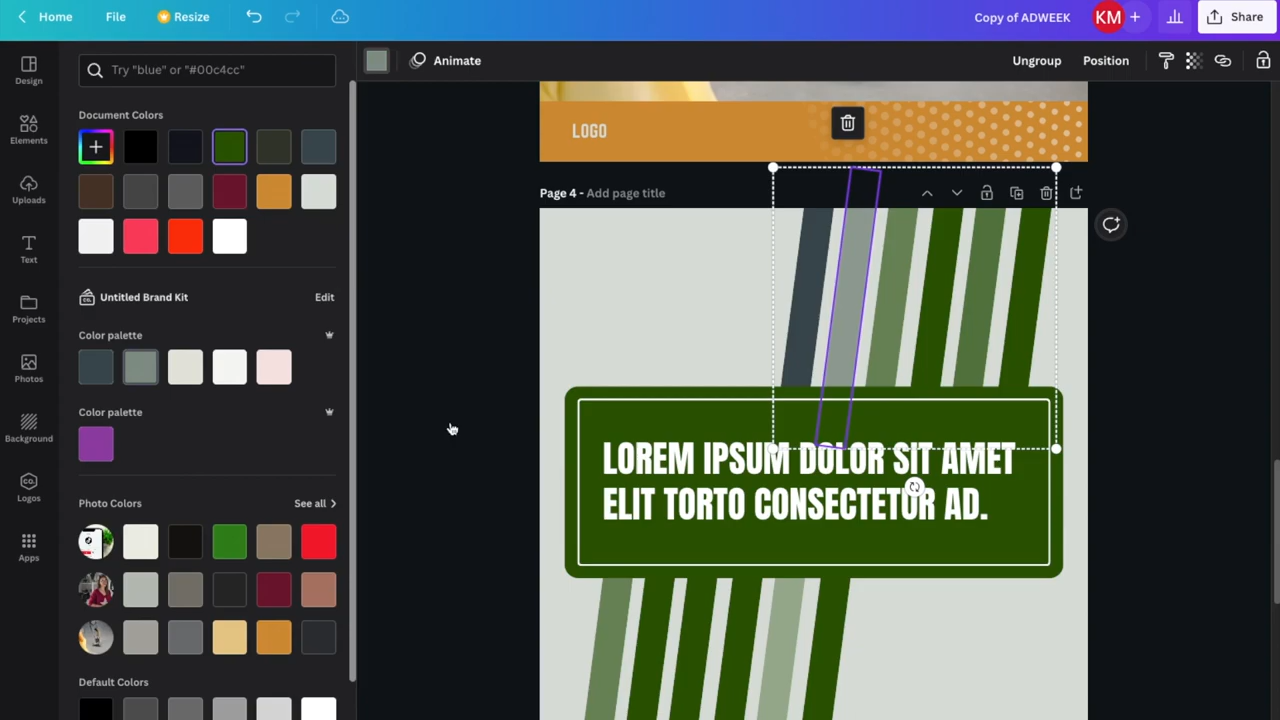 Home
File
Resize
Copy of ADWEEK
KM
Share
Design
Elements
Uploads
Text
Projects
Photos
Background
Logos
Apps
Try "blue" or "#00c4cc"
Document Colors
Untitled Brand Kit
Edit
Color palette
Color palette
Photo Colors
See all
Default Colors
Animate
Ungroup
Position
LOGO
Page 4 - Add page title
LOREM IPSUM DOLOR SIT AMET
ELIT TORTO CONSECTETUR AD.